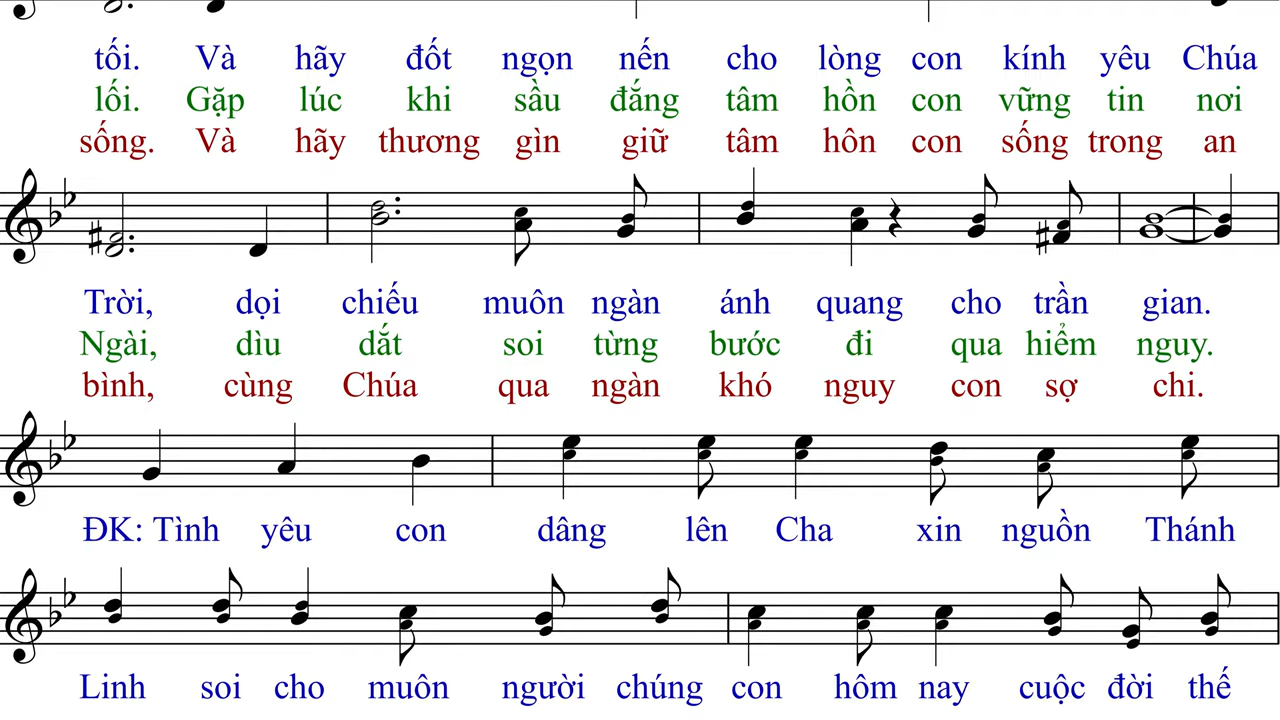 tối. Và hãy đốt ngọn nến cho lòng con kính yêu Chúa
lối. Gặp lúc khi sầu đắng tâm hồn con vững tin nơi
sống. Và hãy thương gìn giữ tâm hôn con sống trong an
Trời, dọi chiếu muôn ngàn ánh quang cho trần gian.
Ngài, dìu dắt soi từng bước đi qua hiểm nguy.
bình, cùng Chúa qua ngàn khó nguy con sợ chi.
ĐK: Tình yêu con dâng lên Cha xin nguồn Thánh
Linh soi cho muôn người chúng con hôm nay cuộc đời thế